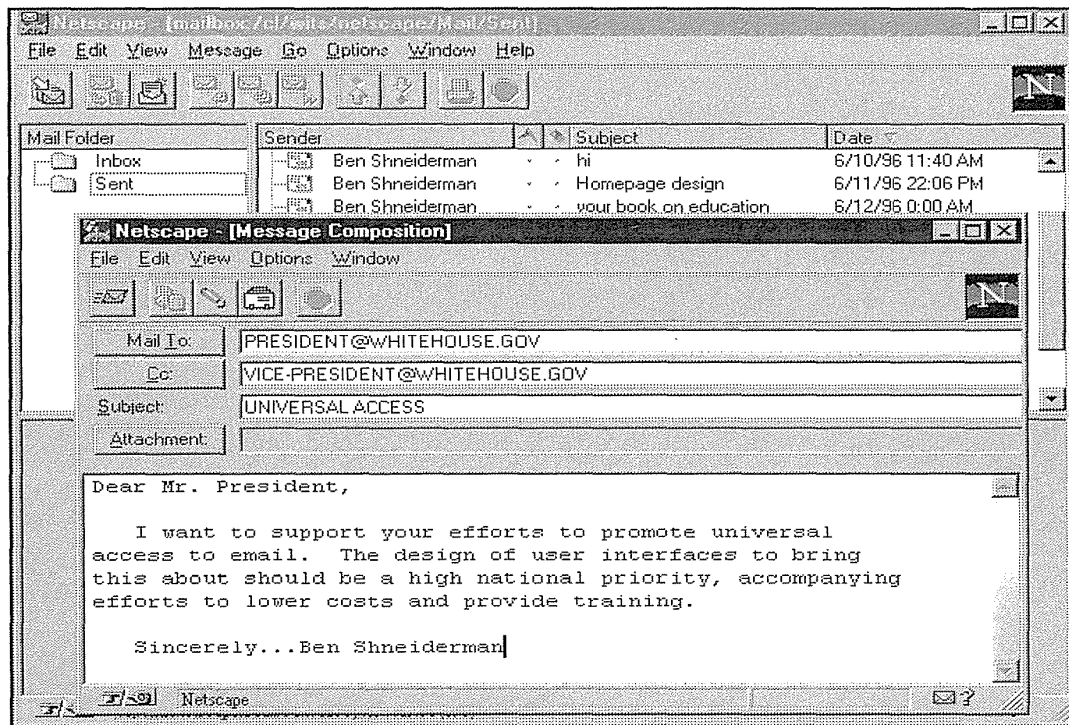 Netscape - [mailbox:/cl/wits/netscape/Mail/Sent]
File Edit View Message Go Options Window Help
N
Mail Folder Sender Subject Date
Inbox Ben Shneiderman hi 6/10/96 11:40 AM
Sent Ben Shneiderman Homepage design 6/11/96 22:06 PM
Ben Shneiderman your book on education 6/12/96 0:00 AM
Netscape - [Message Composition]
File Edit View Options Window
N
Mail To: PRESIDENT@WHITEHOUSE.GOV
Cc: VICE-PRESIDENT@WHITEHOUSE.GOV
Subject: UNIVERSAL ACCESS
Attachment:
Dear Mr. President,
I want to support your efforts to promote universal
access to email. The design of user interfaces to bring
this about should be a high national priority, accompanying
efforts to lower costs and provide training.
Sincerely...Ben Shneiderman
Netscape